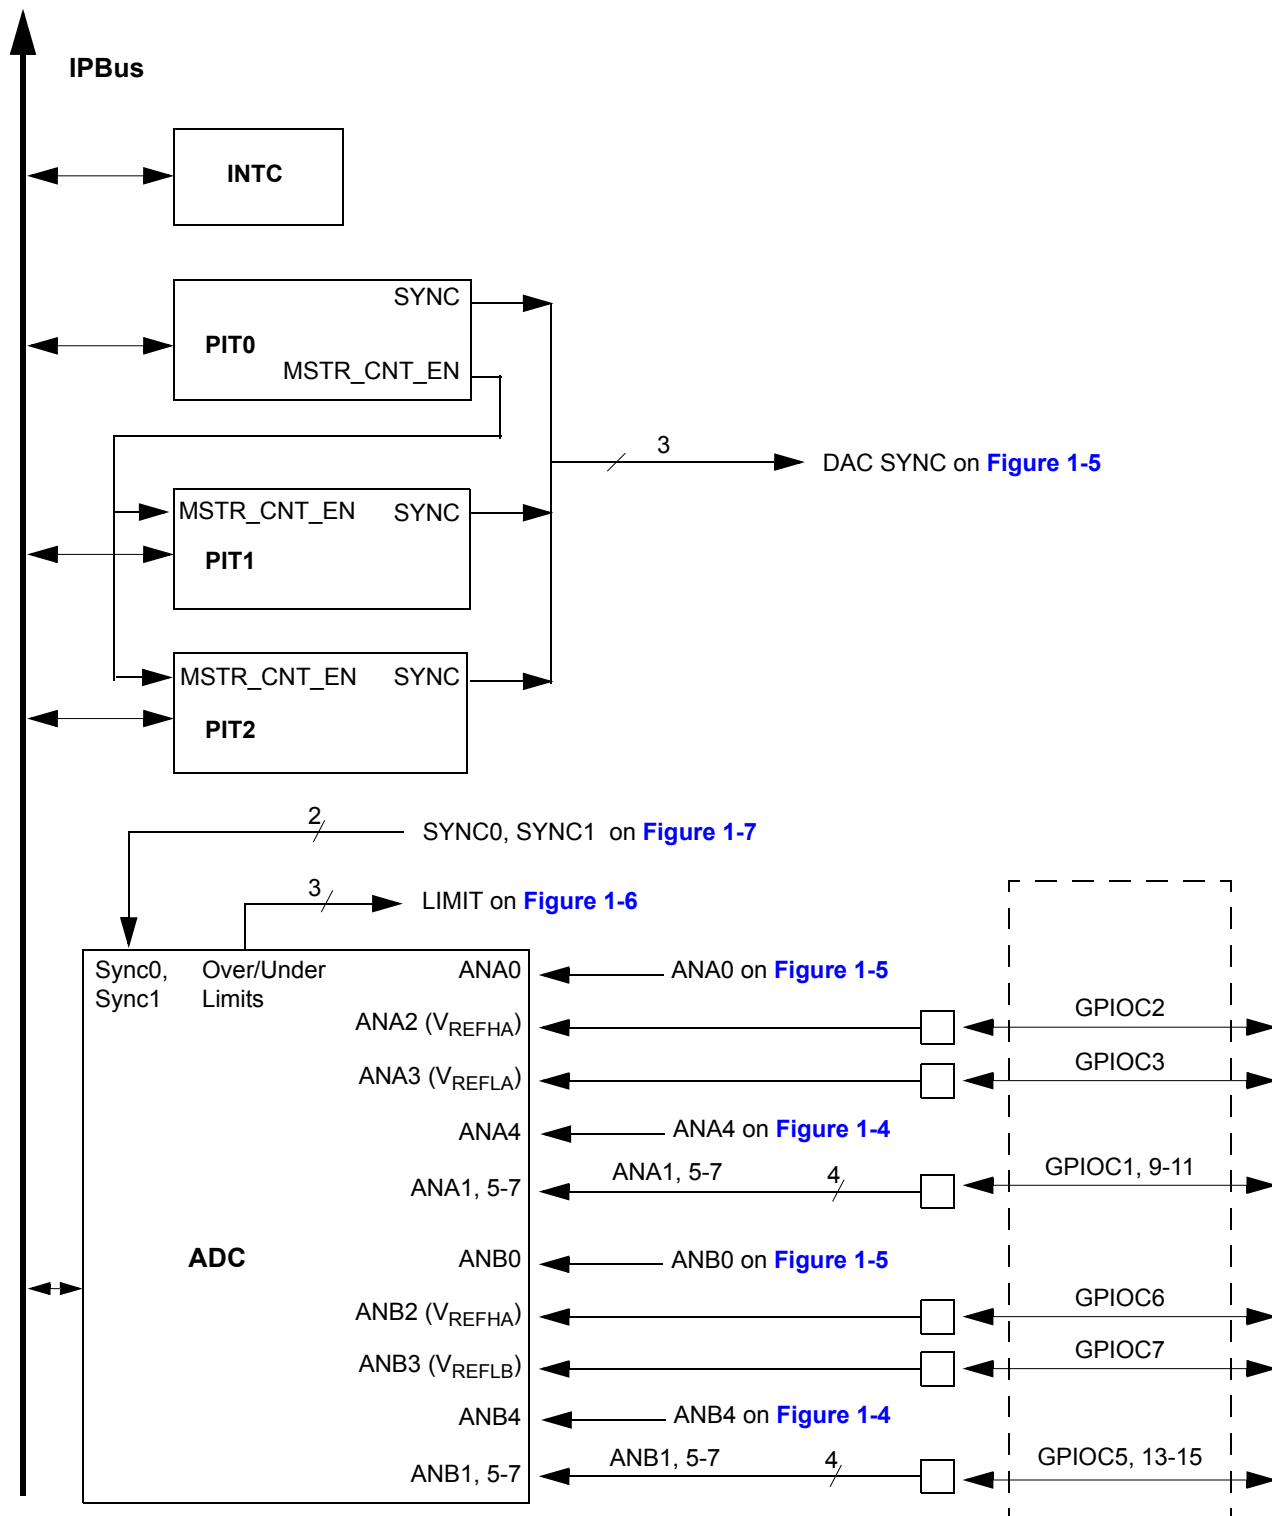 IPBus
INTC
SYNC
PIT0
MSTR_CNT_EN
3
DAC SYNC on Figure 1-5
MSTR_CNT_EN SYNC
PIT1
MSTR_CNT_EN SYNC
PIT2
2
SYNC0, SYNC1 on Figure 1-7
3
LIMIT on Figure 1-6
Sync0,
Sync1
Over/Under
Limits
ANA0
ANA0 on Figure 1-5
ANA2 (VREFHA)
GPIOC2
ANA3 (VREFLA)
GPIOC3
ANA4
ANA4 on Figure 1-4
ANA1, 5-7
ANA1, 5-7
4
GPIOC1, 9-11
ADC
ANB0
ANB0 on Figure 1-5
ANB2 (VREFHA)
GPIOC6
ANB3 (VREFLB)
GPIOC7
ANB4
ANB4 on Figure 1-4
ANB1, 5-7
ANB1, 5-7
4
GPIOC5, 13-15